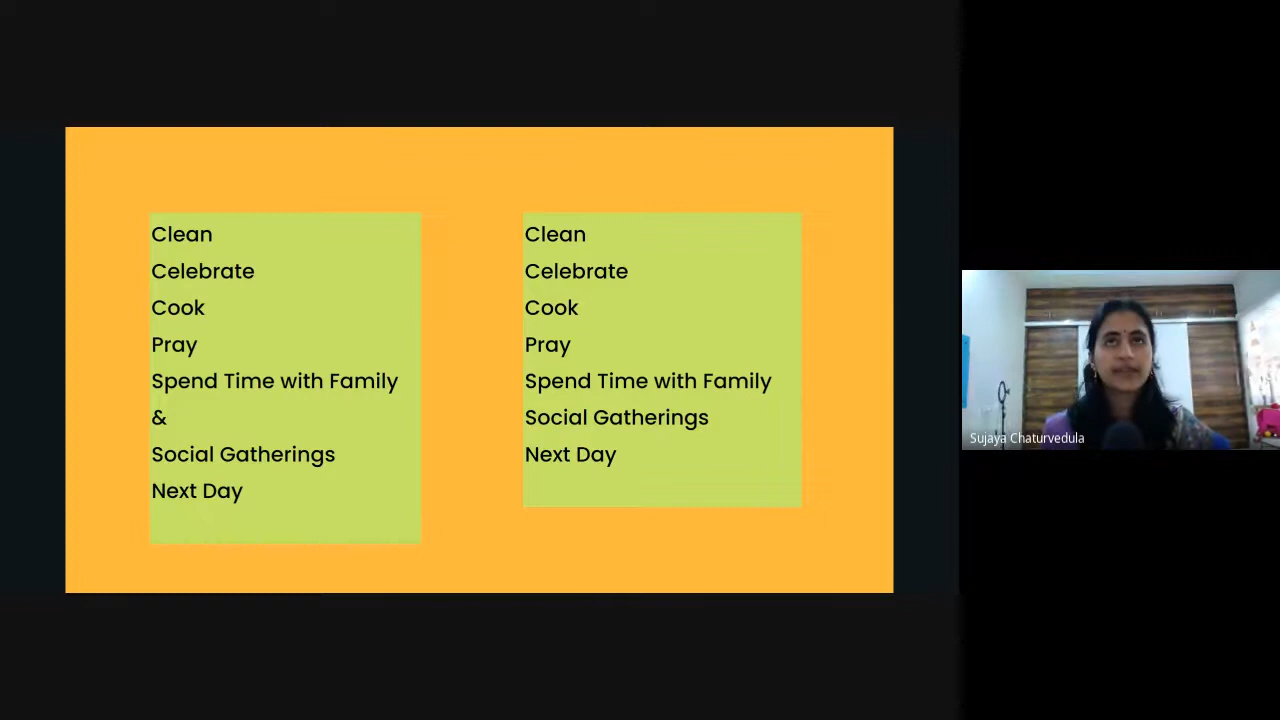 Clean
Celebrate
Cook
Pray
Spend Time with Family
&
Social Gatherings
Next Day
Clean
Celebrate
Cook
Pray
Spend Time with Family
Social Gatherings
Next Day
Sujaya Chaturvedula